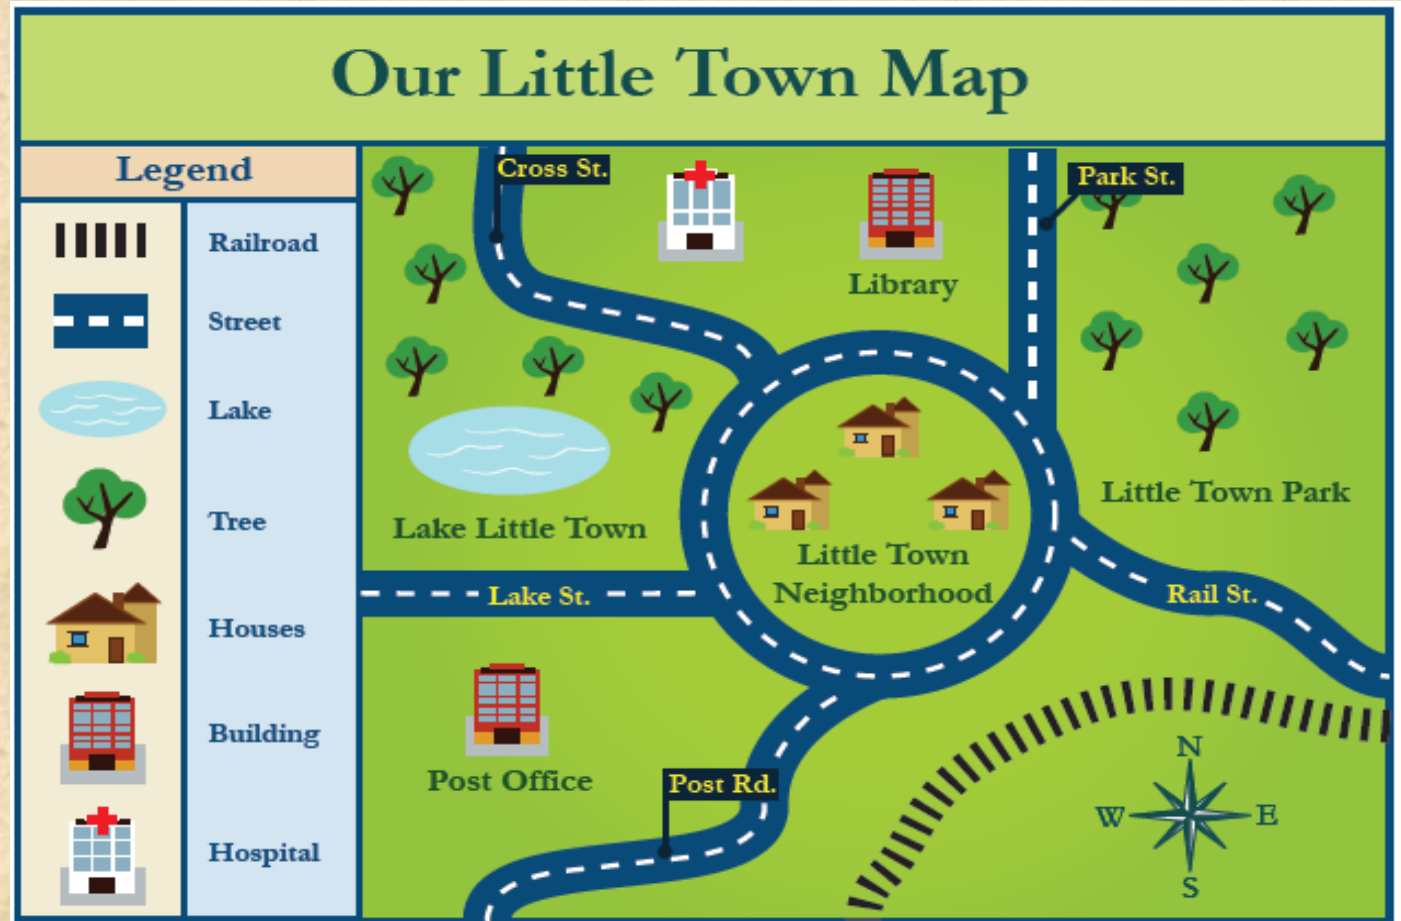 Our Little Town Map
Legend
Railroad
Street
Lake
Tree
Houses
Building
Hospital
Cross St.
Park St.
Library
Little Town Park
Lake Little Town
Little Town
Neighborhood
Lake St.
Rail St.
Post Office
Post Rd.
N
W
E
S